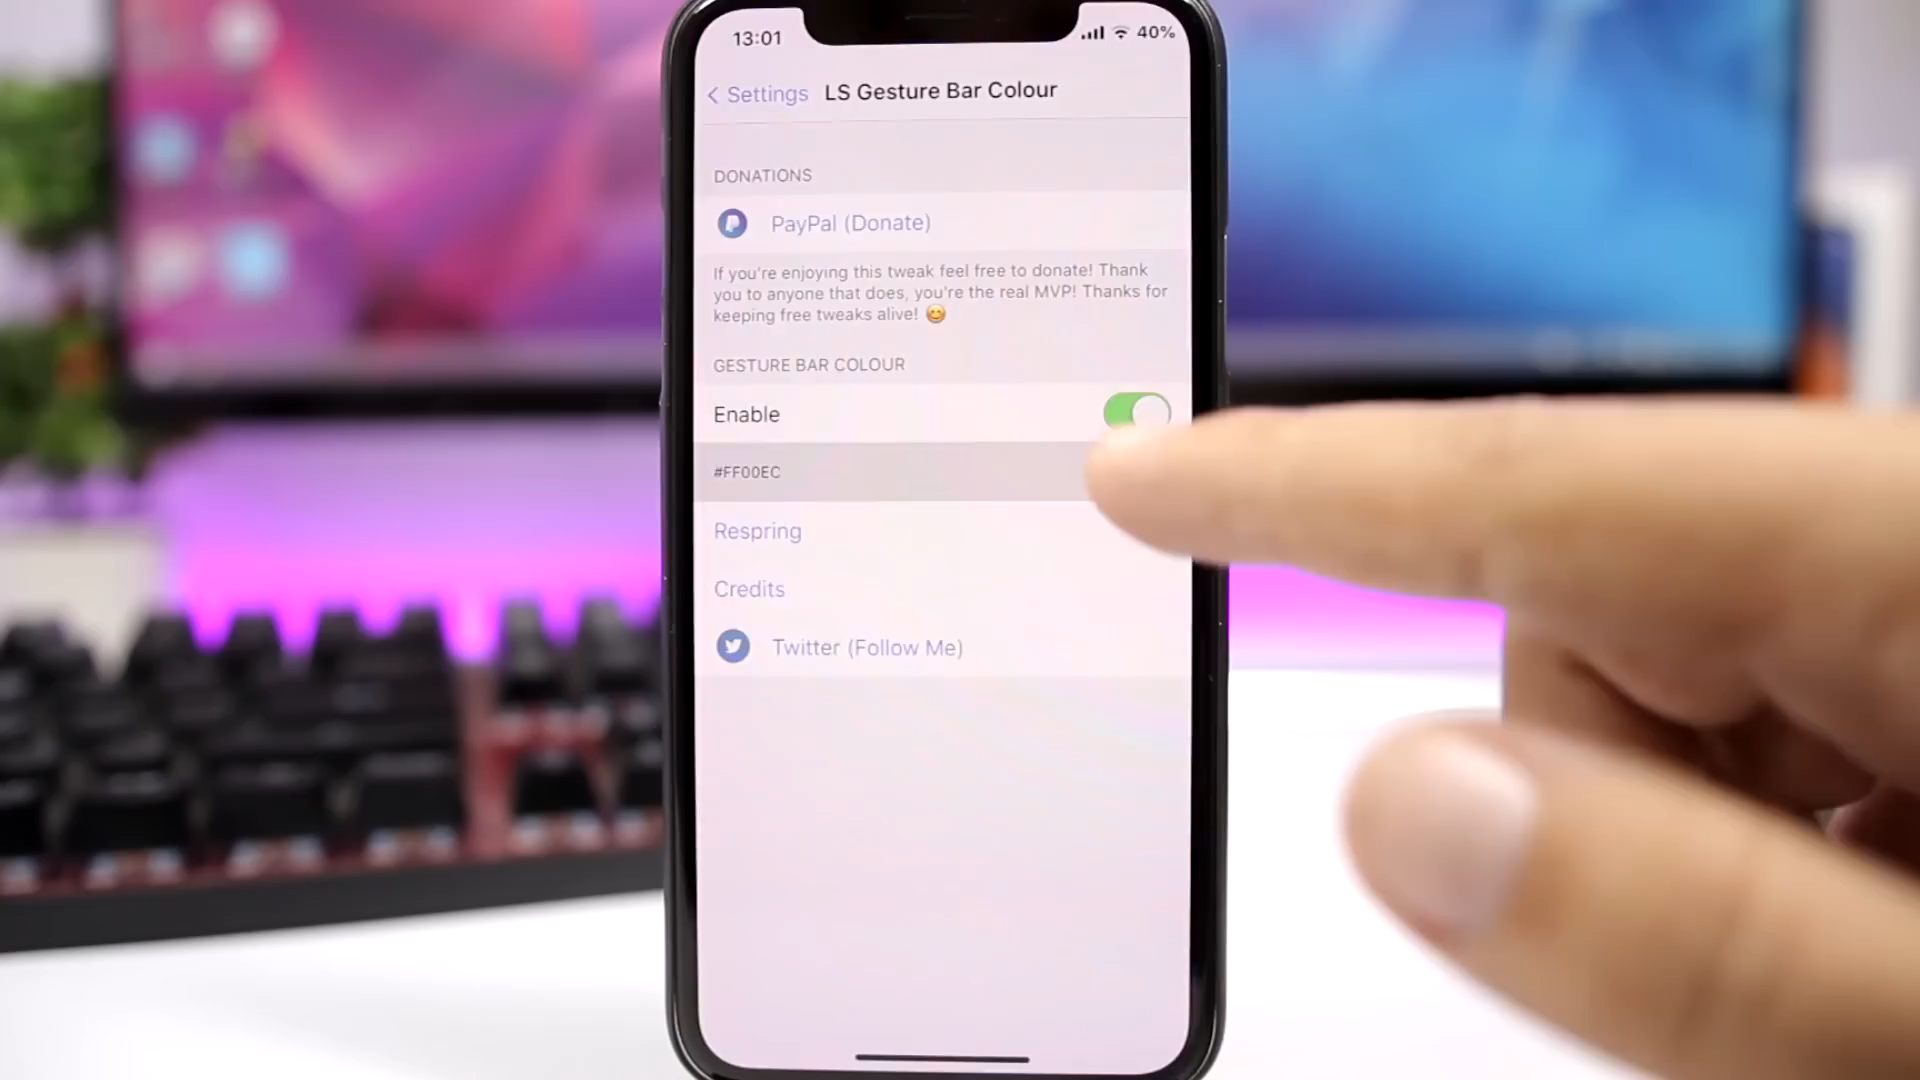 13:01
40%
Settings
LS Gesture Bar Colour
DONATIONS
PayPal (Donate)
If you're enjoying this tweak feel free to donate! Thank
you to anyone that does, you're the real MVP! Thanks for
keeping free tweaks alive! 😊
GESTURE BAR COLOUR
Enable
#FF00EC
Respring
Credits
Twitter (Follow Me)